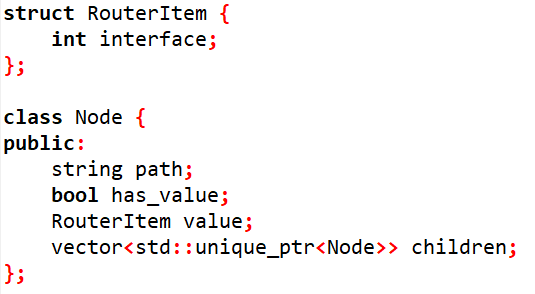 struct RouterItem {
    int interface;
};

class Node {
public:
    string path;
    bool has_value;
    RouterItem value;
    vector<std::unique_ptr<Node>> children;
};